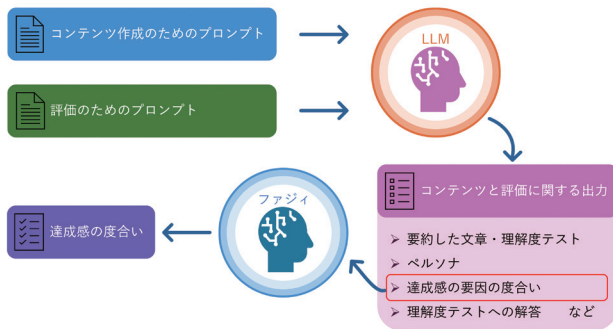 コンテンツ作成のためのプロンプト
LLM
評価のためのプロンプト
コンテンツと評価に関する出力
ファジィ
達成感の度合い
➢ 要約した文章・理解度テスト
➢ ペルソナ
➢ 達成感の要因の度合い
➢ 理解度テストへの解答　など